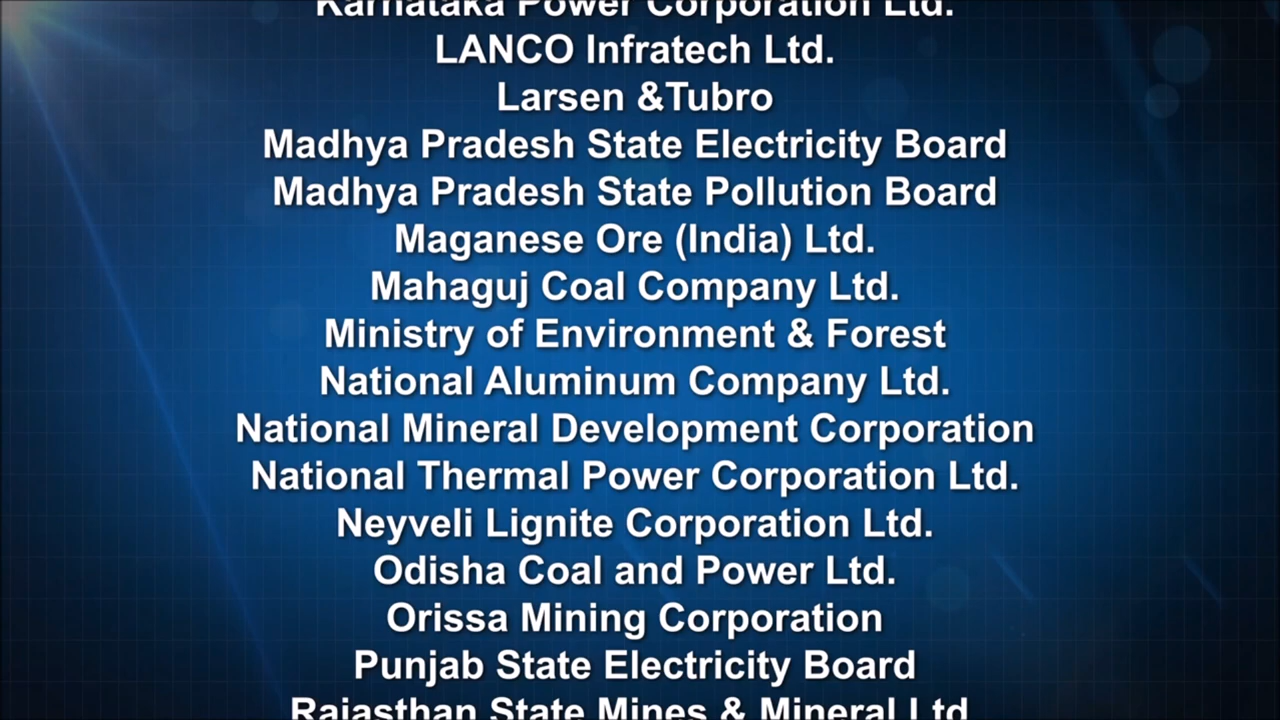 Karnataka Power Corporation Ltd.
LANCO Infratech Ltd.
Larsen &Tubro
Madhya Pradesh State Electricity Board
Madhya Pradesh State Pollution Board
Maganese Ore (India) Ltd.
Mahaguj Coal Company Ltd.
Ministry of Environment & Forest
National Aluminum Company Ltd.
National Mineral Development Corporation
National Thermal Power Corporation Ltd.
Neyveli Lignite Corporation Ltd.
Odisha Coal and Power Ltd.
Orissa Mining Corporation
Punjab State Electricity Board
Rajasthan State Mines & Mineral Ltd